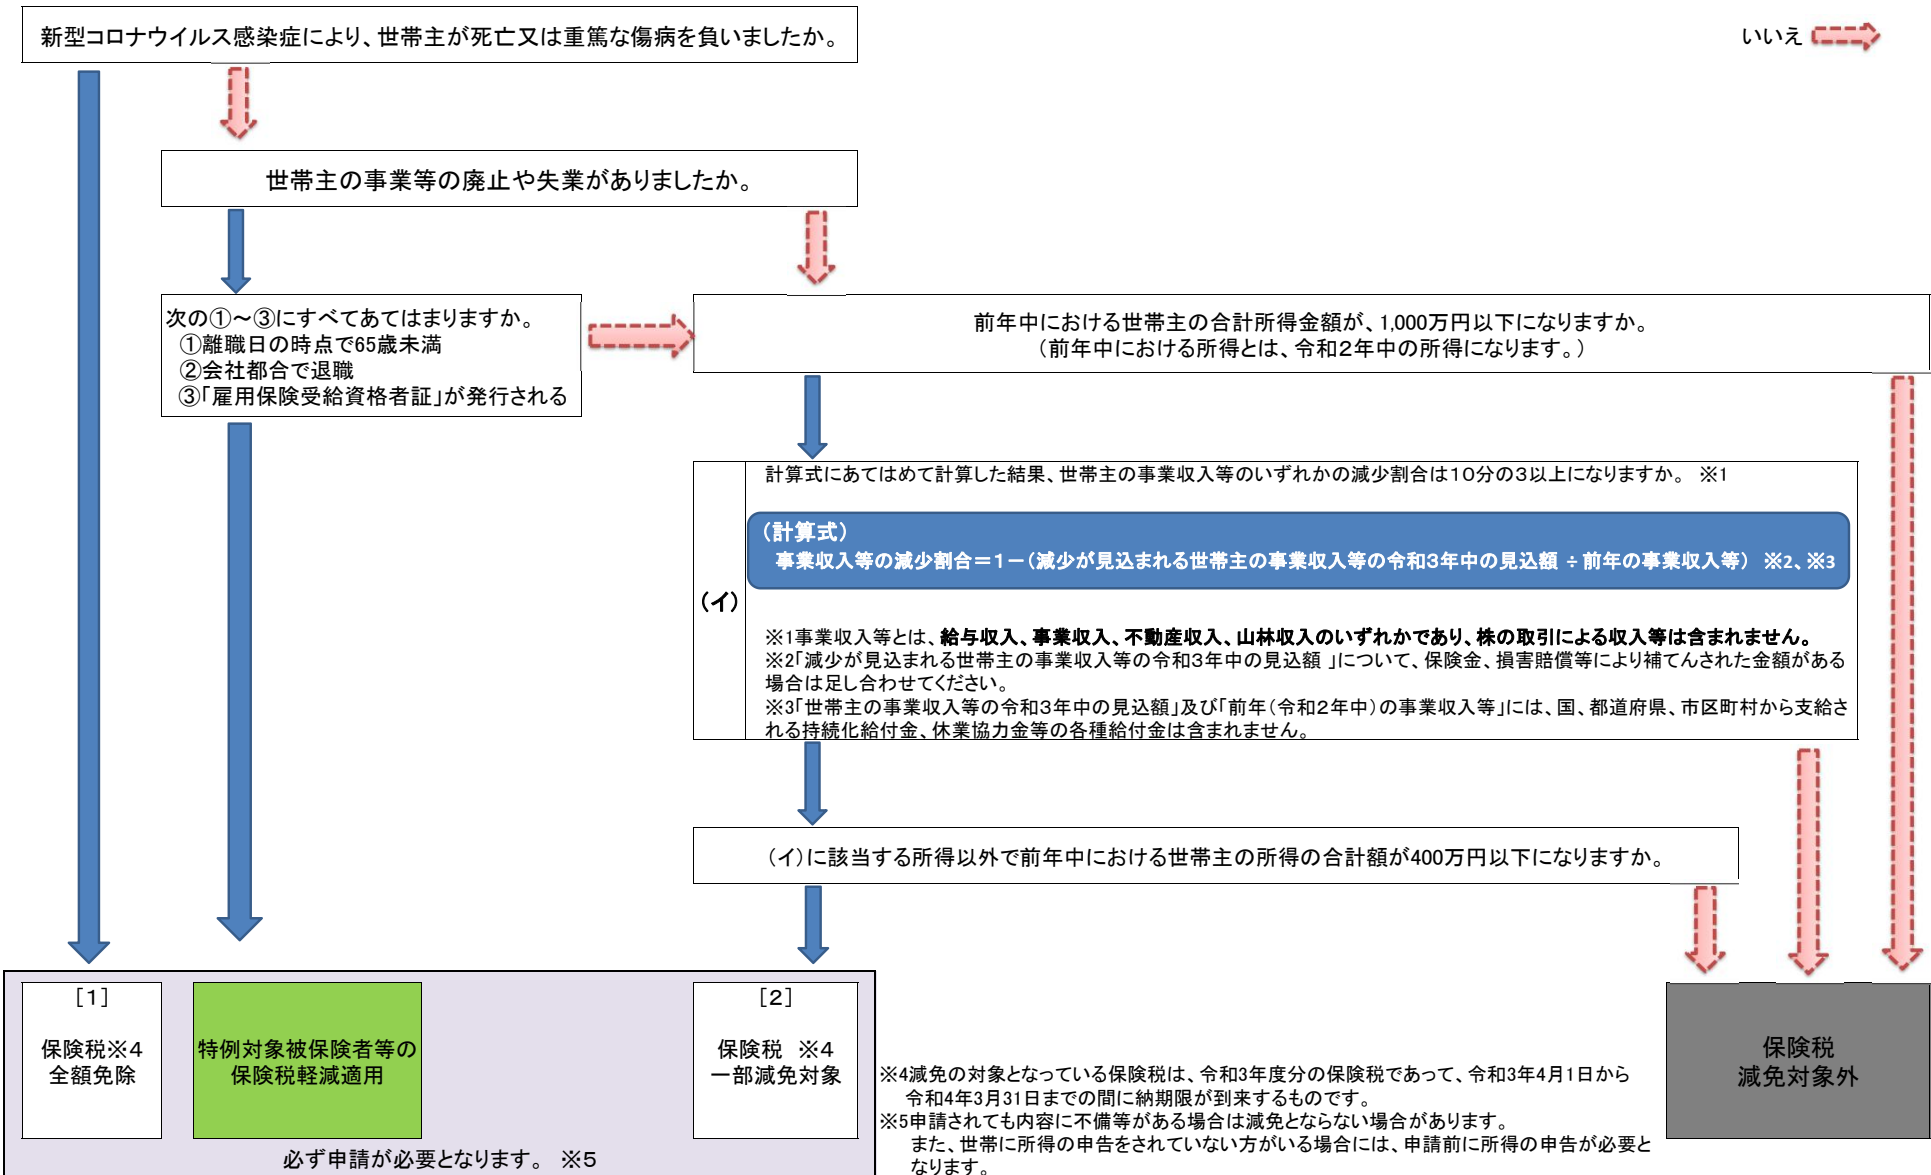 新型コロナウイルス感染症により、世帯主が死亡又は重篤な傷病を負いましたか。
いいえ
世帯主の事業等の廃止や失業がありましたか。
次の①～③にすべてあてはまりますか。
①離職日の時点で65歳未満
②会社都合で退職
③「雇用保険受給資格者証」が発行される
前年中における世帯主の合計所得金額が、1,000万円以下になりますか。
（前年中における所得とは、令和２年中の所得になります。）
（イ）
計算式にあてはめて計算した結果、世帯主の事業収入等のいずれかの減少割合は１０分の３以上になりますか。 ※１
（計算式）
事業収入等の減少割合＝１－（減少が見込まれる世帯主の事業収入等の令和３年中の見込額 ÷ 前年の事業収入等） ※2、※3
※1事業収入等とは、給与収入、事業収入、不動産収入、山林収入のいずれかであり、株の取引による収入等は含まれません。
※2「減少が見込まれる世帯主の事業収入等の令和３年中の見込額 」について、保険金、損害賠償等により補てんされた金額がある
場合は足し合わせてください。
※3「世帯主の事業収入等の令和３年中の見込額」及び「前年（令和２年中）の事業収入等」には、国、都道府県、市区町村から支給さ
れる持続化給付金、休業協力金等の各種給付金は含まれません。
（イ）に該当する所得以外で前年中における世帯主の所得の合計額が400万円以下になりますか。
［１］
保険税※４
全額免除
特例対象被保険者等の
保険税軽減適用
［２］
保険税 ※４
一部減免対象
必ず申請が必要となります。 ※５
※4減免の対象となっている保険税は、令和３年度分の保険税であって、令和３年４月１日から
令和４年３月31日までの間に納期限が到来するものです。
※5申請されても内容に不備等がある場合は減免とならない場合があります。
また、世帯に所得の申告をされていない方がいる場合には、申請前に所得の申告が必要と
なります。
保険税
減免対象外